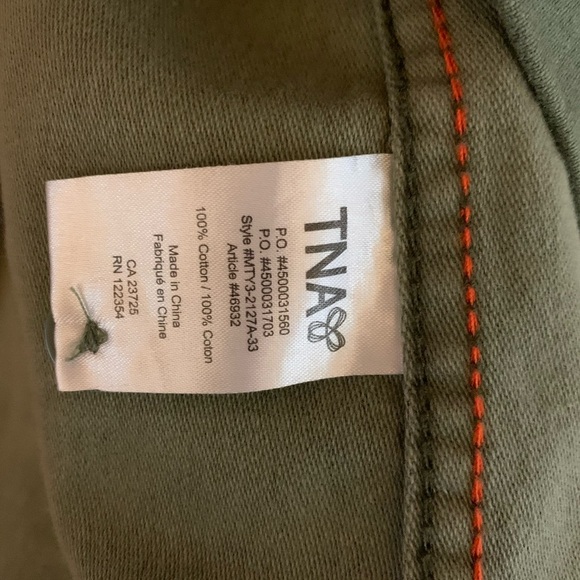 TNA
P.O. #4500031560
P.O. #4500031703
Style #MTY3-2127A-33
Article #46932
100% Cotton / 100% Coton
Made in China
Fabriqué en Chine
CA 23725
RN 122354